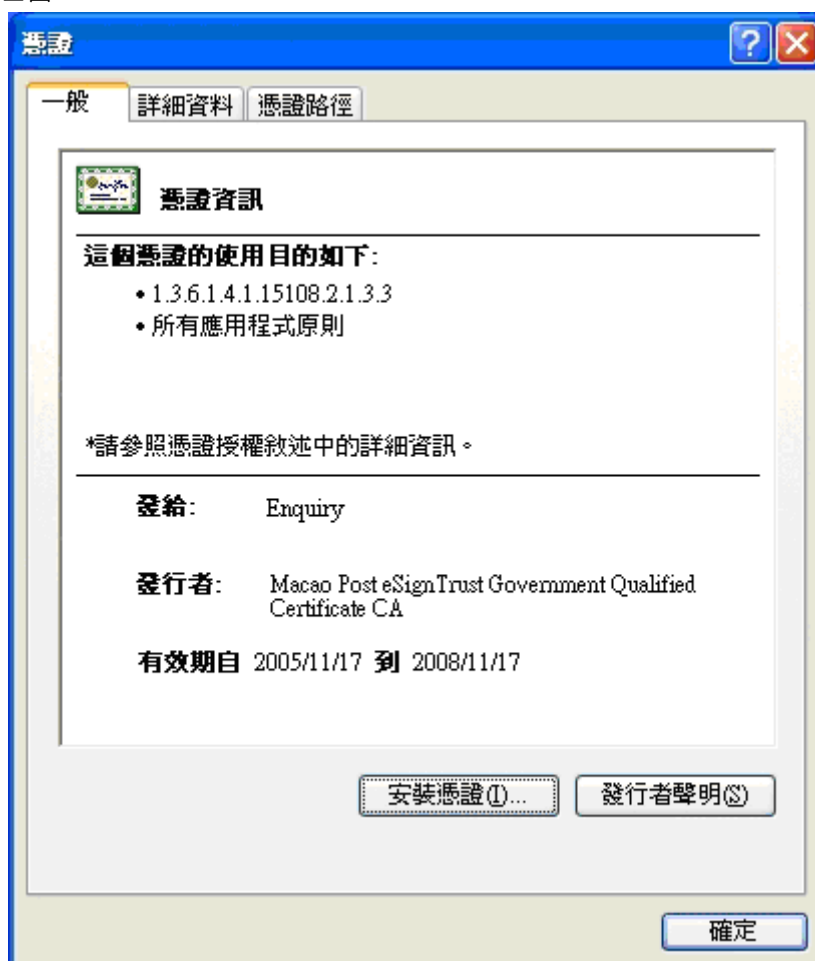 憑證
一般
詳細資料
憑證路徑
憑證資訊
這個憑證的使用目的如下:
• 1.3.6.1.4.1.15108.2.1.3.3
• 所有應用程式原則
*請參照憑證授權敘述中的詳細資訊。
發給: Enquiry
發行者: Macao Post eSignTrust Government Qualified
Certificate CA
有效期自 2005/11/17 到 2008/11/17
安裝憑證(I)...
發行者聲明(S)
確定